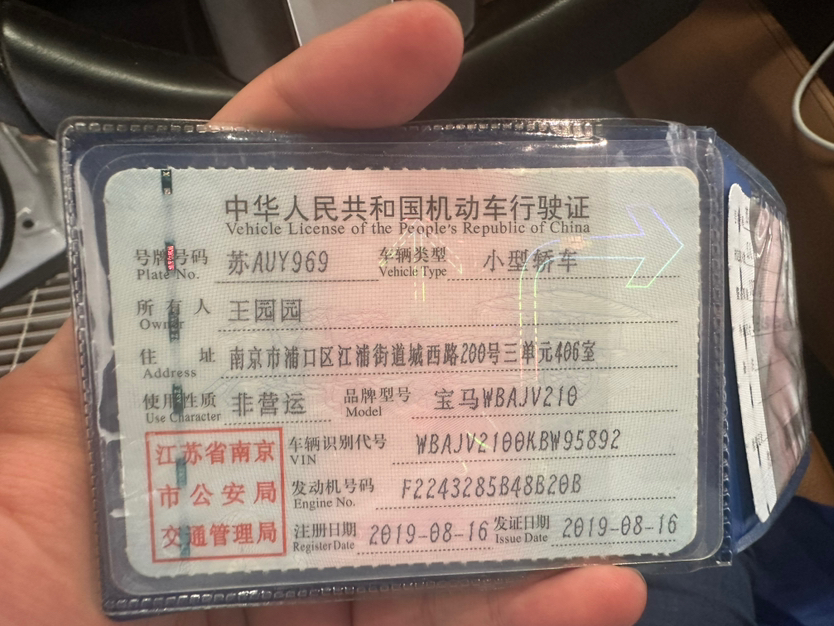 中华人民共和国机动车行驶证
Vehicle License of the People's Republic of China
号牌号码 苏AUY969 车辆类型 小型轿车
Plate No. Vehicle Type
所有人 王园园
Owner
住址 南京市浦口区江浦街道城西路200号三单元406室
Address
使用性质 非营运 品牌型号 宝马WBAJV210
Use Character Model
江苏省南京
市公安局
交通管理局
车辆识别代号 WBAJV2100KBW95892
VIN
发动机号码 F2243285B48B20B
Engine No.
注册日期 2019-08-16 发证日期 2019-08-16
Register Date Issue Date